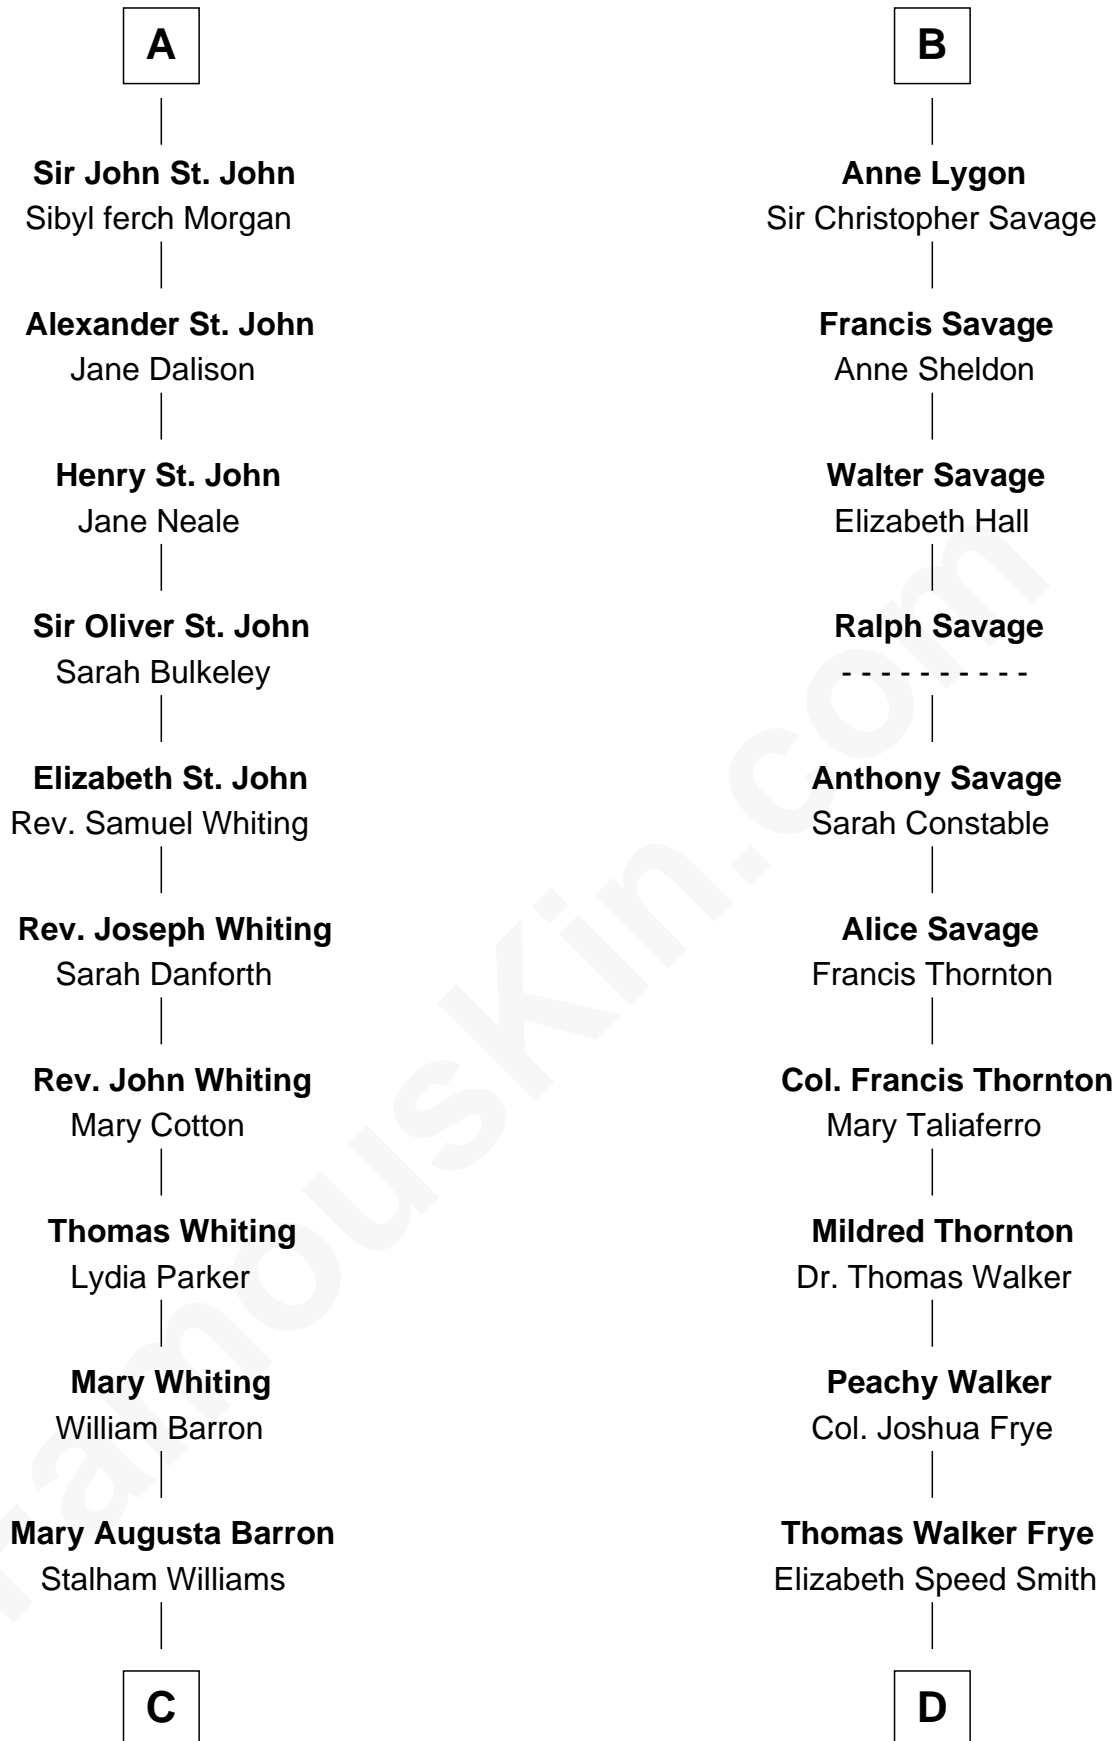 A
Sir John St. John
Sibyl ferch Morgan
Alexander St. John
Jane Dalison
Henry St. John
Jane Neale
Sir Oliver St. John
Sarah Bulkeley
Elizabeth St. John
Rev. Samuel Whiting
Rev. Joseph Whiting
Sarah Danforth
Rev. John Whiting
Mary Cotton
Thomas Whiting
Lydia Parker
Mary Whiting
William Barron
Mary Augusta Barron
Stalham Williams
C
B
Anne Lygon
Sir Christopher Savage
Francis Savage
Anne Sheldon
Walter Savage
Elizabeth Hall
Ralph Savage
- - - - - - - - - -
Anthony Savage
Sarah Constable
Alice Savage
Francis Thornton
Col. Francis Thornton
Mary Taliaferro
Mildred Thornton
Dr. Thomas Walker
Peachy Walker
Col. Joshua Frye
Thomas Walker Frye
Elizabeth Speed Smith
D
FamousKin.com